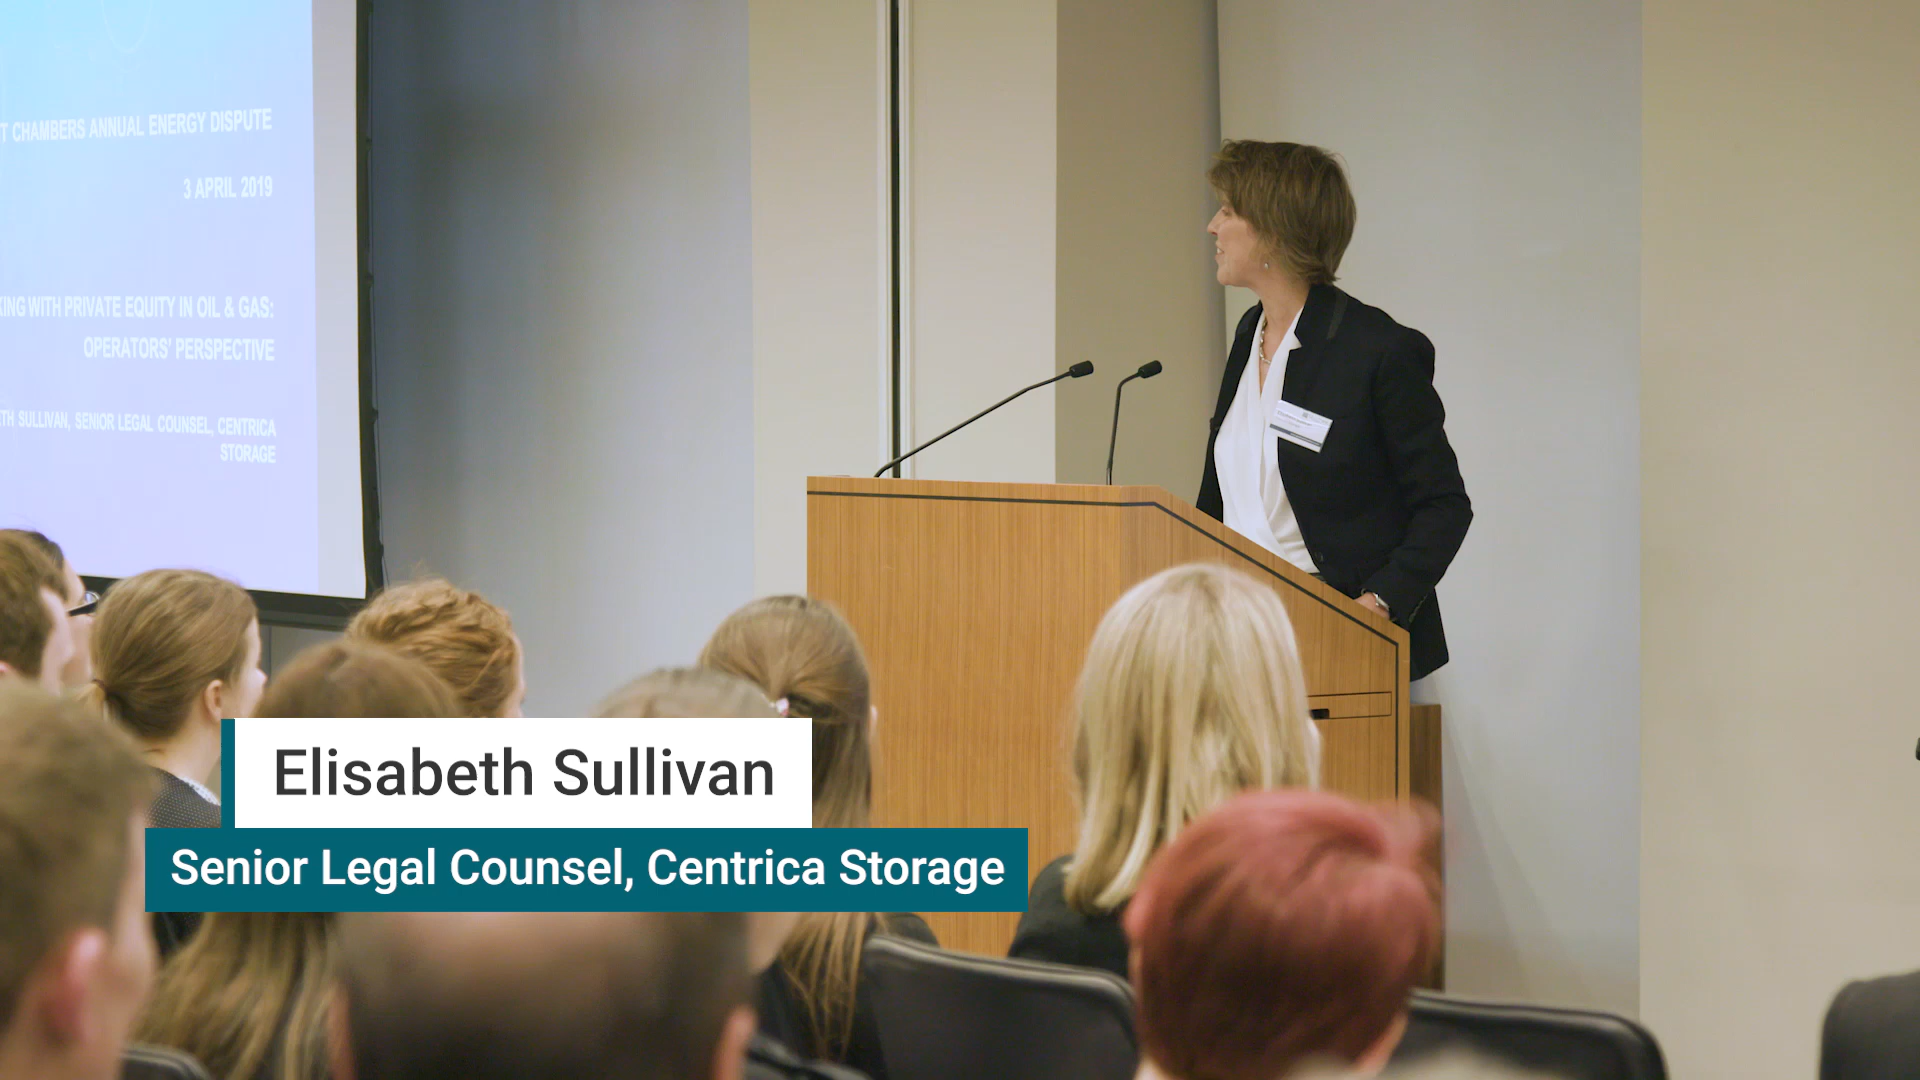 T CHAMBERS ANNUAL ENERGY DISPUTE
3 APRIL 2019
KING WITH PRIVATE EQUITY IN OIL & GAS:
OPERATORS' PERSPECTIVE
TH SULLIVAN, SENIOR LEGAL COUNSEL, CENTRICA
STORAGE
Elisabeth Sullivan
Senior Legal Counsel, Centrica Storage